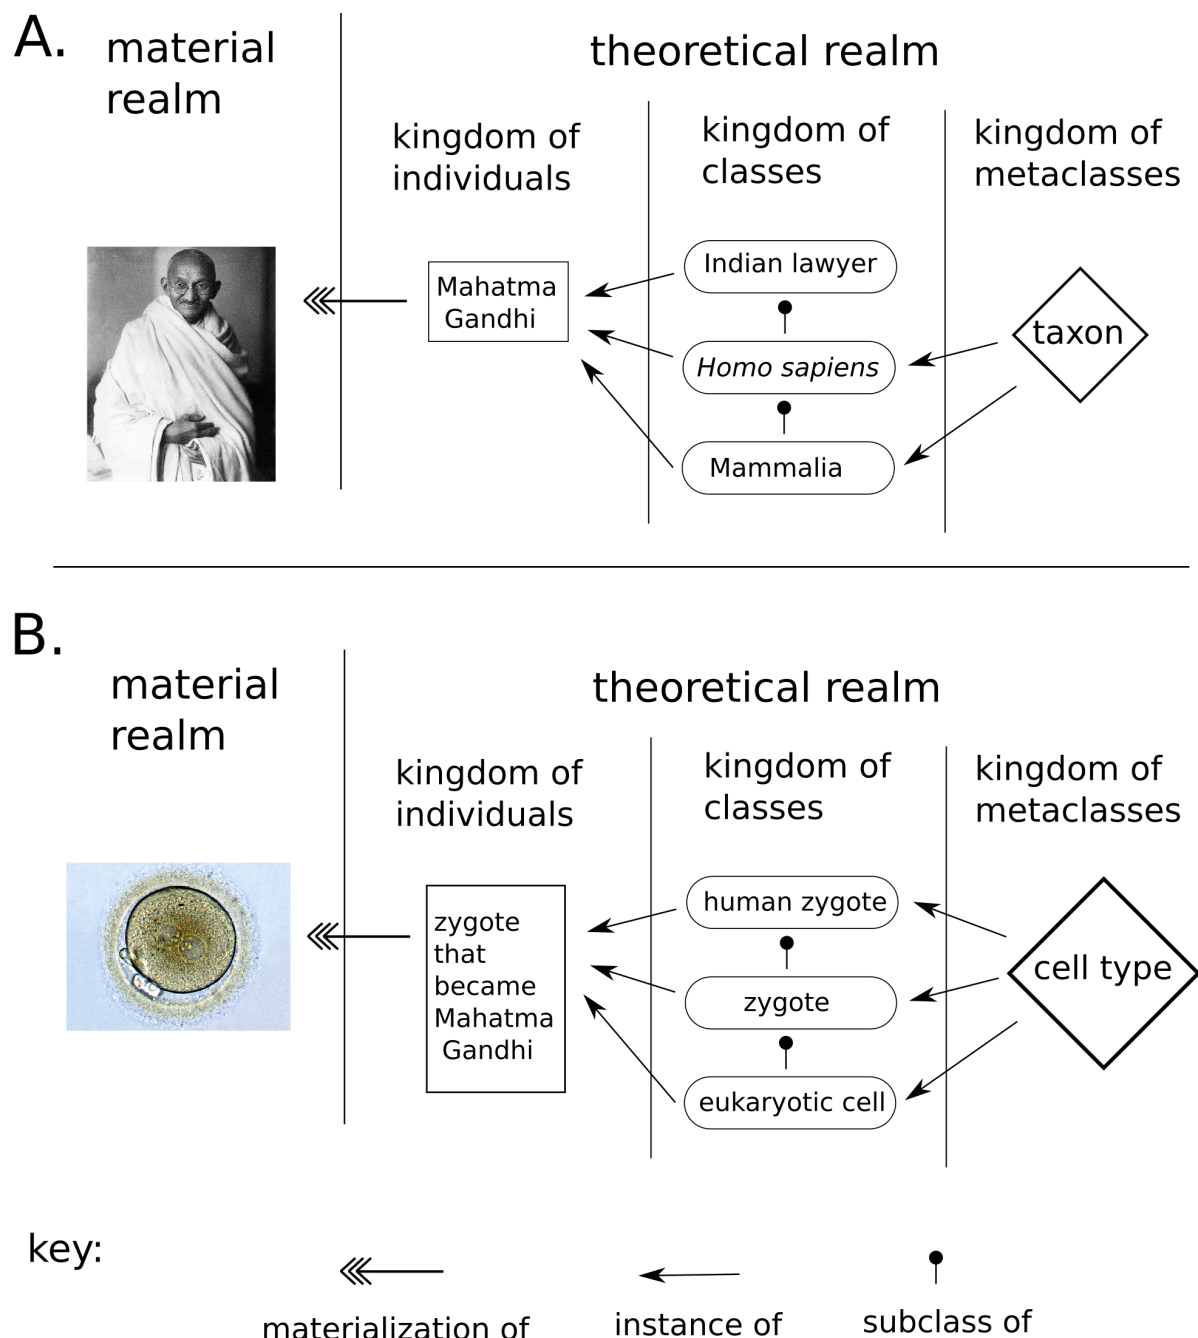 A.
material
realm
theoretical realm
kingdom of
individuals
kingdom of
classes
kingdom of
metaclasses
Mahatma
Gandhi
Indian lawyer
Homo sapiens
Mammalia
taxon
B.
material
realm
theoretical realm
kingdom of
individuals
kingdom of
classes
kingdom of
metaclasses
zygote
that
became
Mahatma
Gandhi
human zygote
zygote
eukaryotic cell
cell type
key:
materialization of
instance of
subclass of